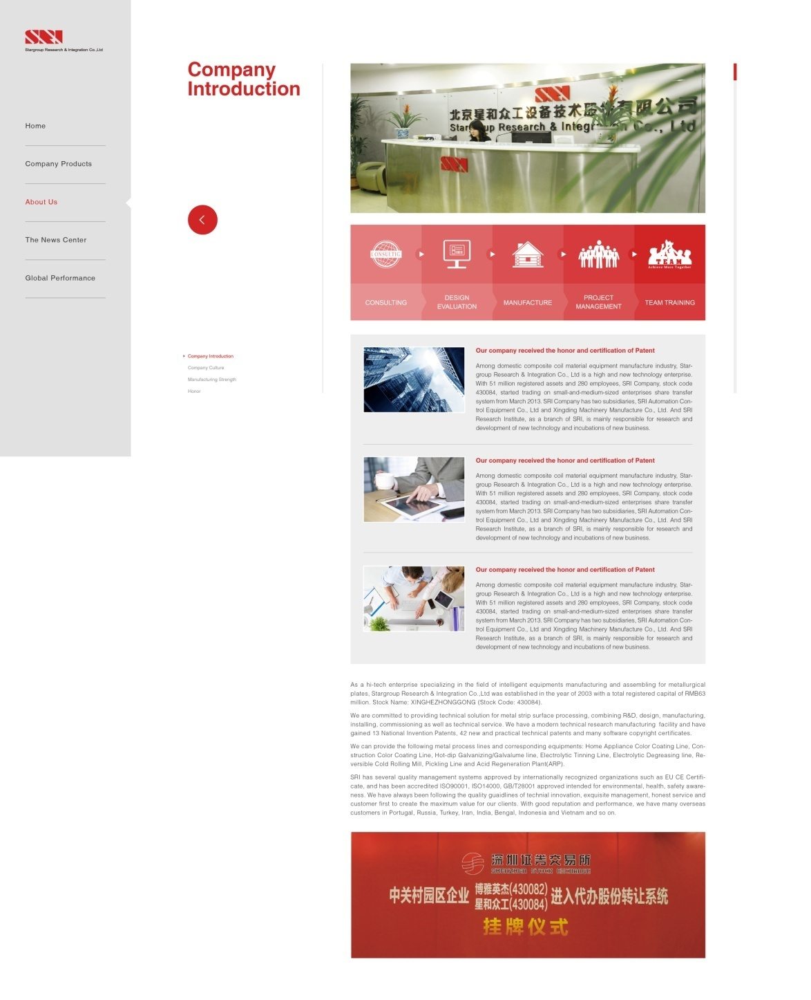 SRI
Stargroup Research & Integration Co.,Ltd
Home
Company Products
About Us
The News Center
Global Performance
Company
Introduction
Company Introduction
Company Culture
Manufacturing Strength
Honor
SRI
北京星和众工设备技术股份有限公司
Stargroup Research & Integration Co., Ltd
SRI
CONSULTIG
TEAM
Achieve More Together
CONSULTING
DESIGN
EVALUATION
MANUFACTURE
PROJECT
MANAGEMENT
TEAM TRAINING
Our company received the honor and certification of Patent
Among domestic composite coil material equipment manufacture industry, Star-
group Research & Integration Co., Ltd is a high and new technology enterprise.
With 51 million registered assets and 280 employees, SRI Company, stock code
430084, started trading on small-and-medium-sized enterprises share transfer
system from March 2013. SRI Company has two subsidiaries, SRI Automation Con-
trol Equipment Co., Ltd and Xingding Machinery Manufacture Co., Ltd. And SRI
Research Institute, as a branch of SRI, is mainly responsible for research and
development of new technology and incubations of new business.
Our company received the honor and certification of Patent
Among domestic composite coil material equipment manufacture industry, Star-
group Research & Integration Co., Ltd is a high and new technology enterprise.
With 51 million registered assets and 280 employees, SRI Company, stock code
430084, started trading on small-and-medium-sized enterprises share transfer
system from March 2013. SRI Company has two subsidiaries, SRI Automation Con-
trol Equipment Co., Ltd and Xingding Machinery Manufacture Co., Ltd. And SRI
Research Institute, as a branch of SRI, is mainly responsible for research and
development of new technology and incubations of new business.
Our company received the honor and certification of Patent
Among domestic composite coil material equipment manufacture industry, Star-
group Research & Integration Co., Ltd is a high and new technology enterprise.
With 51 million registered assets and 280 employees, SRI Company, stock code
430084, started trading on small-and-medium-sized enterprises share transfer
system from March 2013. SRI Company has two subsidiaries, SRI Automation Con-
trol Equipment Co., Ltd and Xingding Machinery Manufacture Co., Ltd. And SRI
Research Institute, as a branch of SRI, is mainly responsible for research and
development of new technology and incubations of new business.
As a hi-tech enterprise specializing in the field of intelligent equipments manufacturing and assembling for metallurgical
plates, Stargroup Research & Integration Co.,Ltd was established in the year of 2003 with a total registered capital of RMB63
million. Stock Name: XINGHEZHONGGONG (Stock Code: 430084).
We are committed to providing technical solution for metal strip surface processing, combining R&D, design, manufacturing,
installing, commissioning as well as technical service. We have a modern technical research manufacturing facility and have
gained 13 National Invention Patents, 42 new and practical technical patents and many software copyright certificates.
We can provide the following metal process lines and corresponding equipments: Home Appliance Color Coating Line, Con-
struction Color Coating Line, Hot-dip Galvanizing/Galvalume line, Electrolytic Tinning Line, Electrolytic Degreasing line, Re-
versible Cold Rolling Mill, Pickling Line and Acid Regeneration Plant(ARP).
SRI has several quality management systems approved by internationally recognized organizations such as EU CE Certifi-
cate, and has been accredited ISO90001, ISO14000, GB/T28001 approved intended for environmental, health, safety aware-
ness. We have always been following the quality guaidlines of technial innovation, exquisite management, honest service and
customer first to create the maximum value for our clients. With good reputation and performance, we have many overseas
customers in Portugal, Russia, Turkey, Iran, India, Bengal, Indonesia and Vietnam and so on.
深圳证券交易所
SHENZHEN STOCK EXCHANGE
中关村园区企业 博雅英杰(430082) 进入代办股份转让系统
星和众工(430084)
挂牌仪式